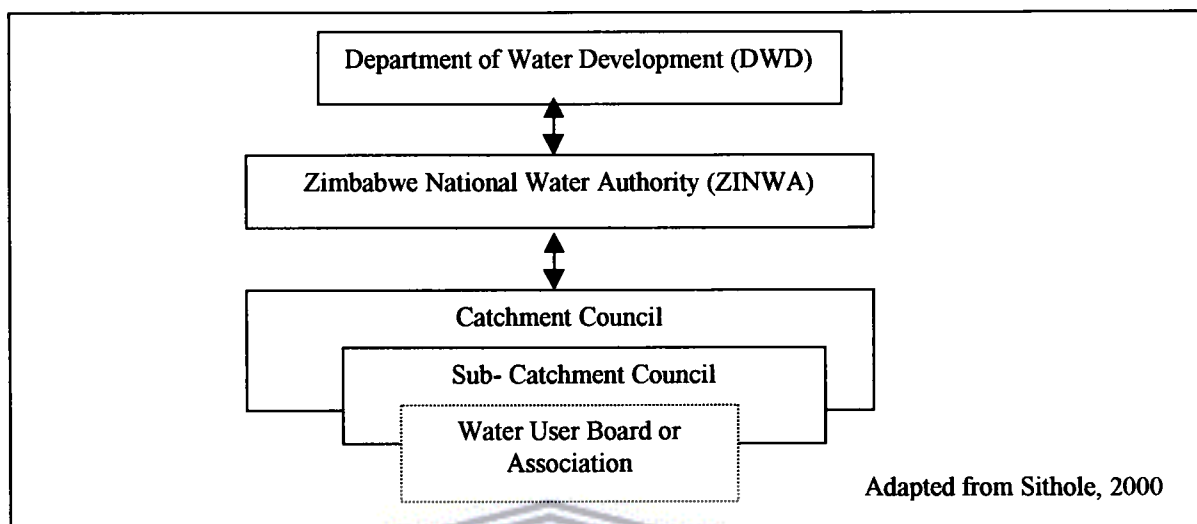 Department of Water Development (DWD)
Zimbabwe National Water Authority (ZINWA)
Catchment Council
Sub- Catchment Council
Water User Board or
Association
Adapted from Sithole, 2000